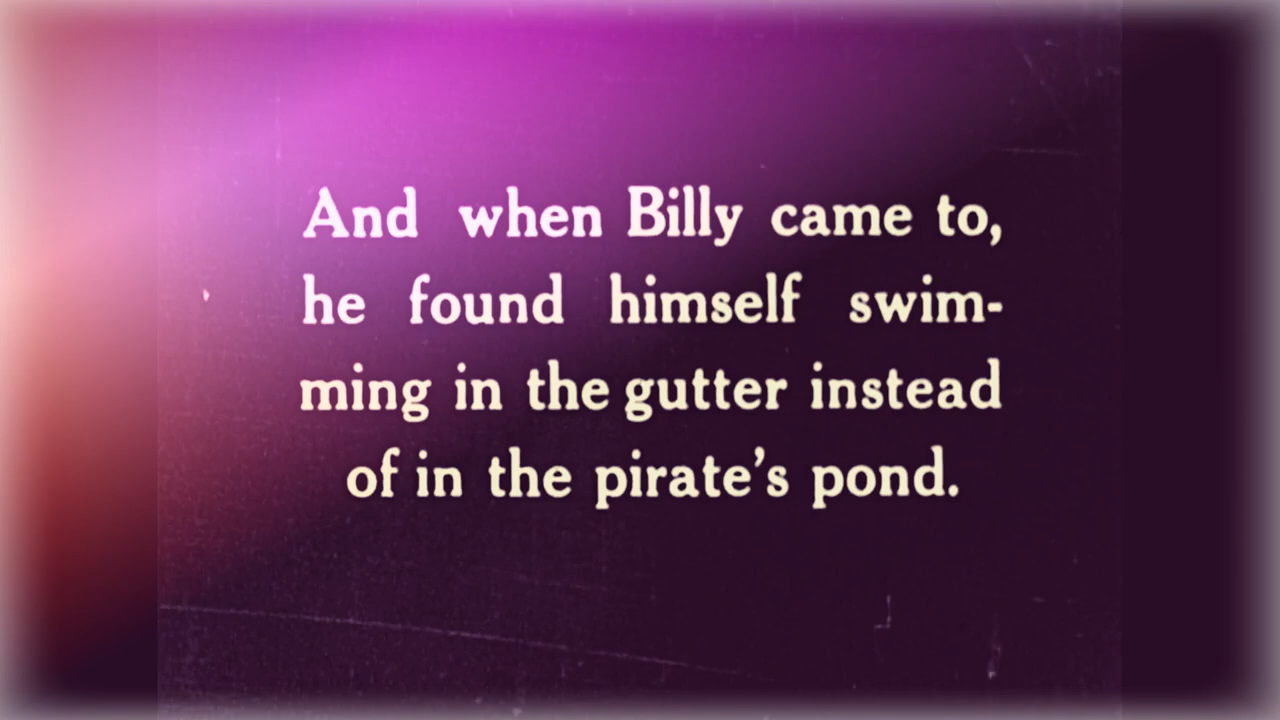 And when Billy came to,
he found himself swim-
ming in the gutter instead
of in the pirate's pond.